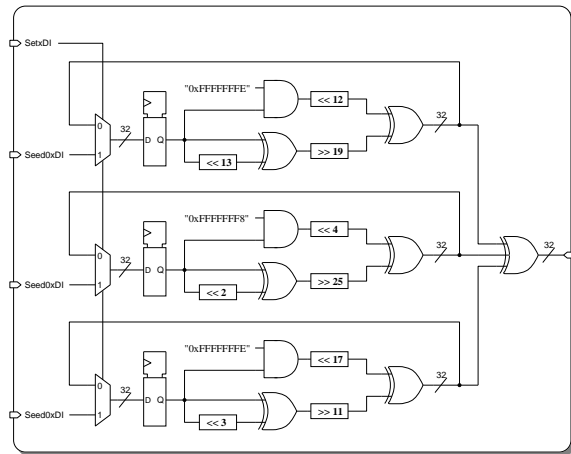 SetxDI
"0xFFFFFFFE"
<< 12
32
0
32
D Q
Seed0xDI
1
<< 13
>> 19
"0xFFFFFFF8"
<< 4
32
32
0
32
D Q
Seed0xDI
1
<< 2
>> 25
"0xFFFFFFFE"
<< 17
32
0
32
D Q
Seed0xDI
1
<< 3
>> 11